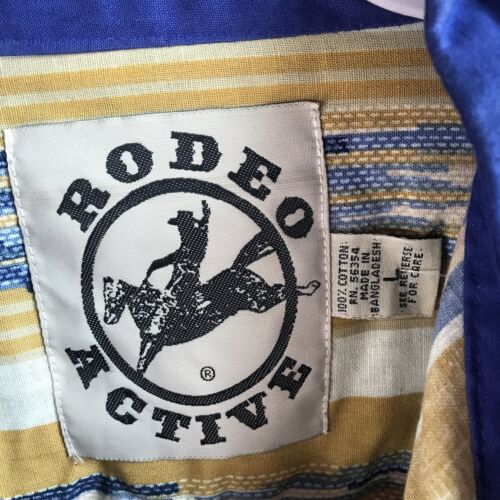 RODEO
ACTIVE
®
100% COTTON
RN. 56354
MADE IN
BANGLADESH
L
SEE REVERSE
FOR CARE.